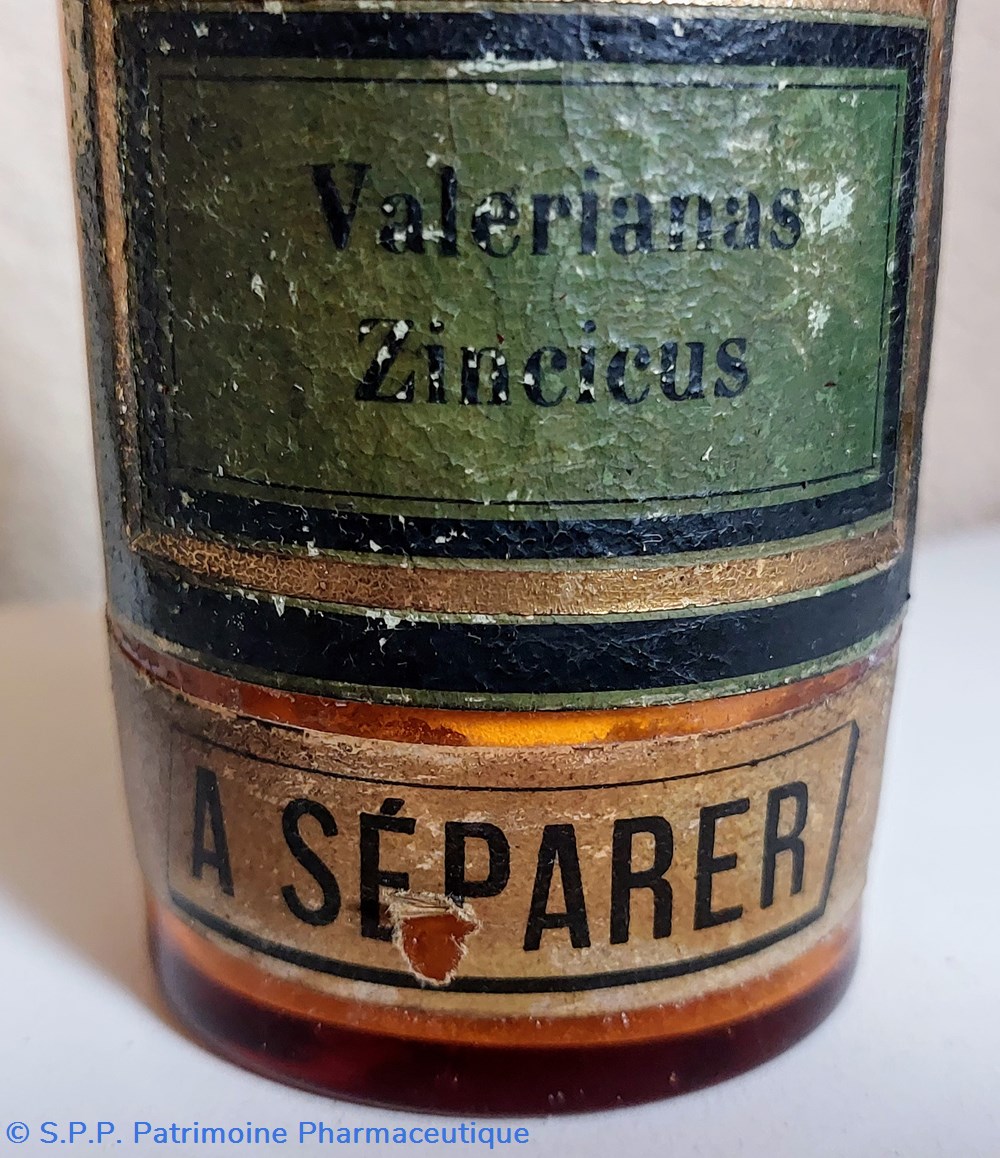 Valerianas
Zincicus
A SÉPARER
© S.P.P. Patrimoine Pharmaceutique